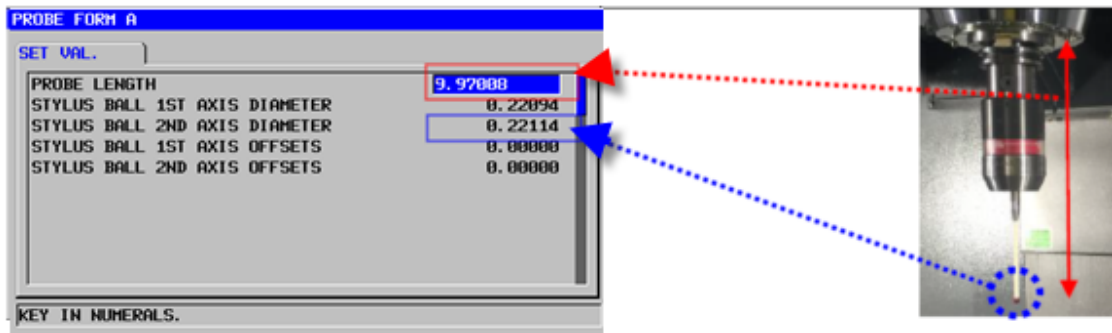 PROBE FORM A
SET VAL.
PROBE LENGTH 9.97008
STYLUS BALL 1ST AXIS DIAMETER 0.22094
STYLUS BALL 2ND AXIS DIAMETER 0.22114
STYLUS BALL 1ST AXIS OFFSETS 0.00000
STYLUS BALL 2ND AXIS OFFSETS 0.00000
KEY IN NUMERALS.